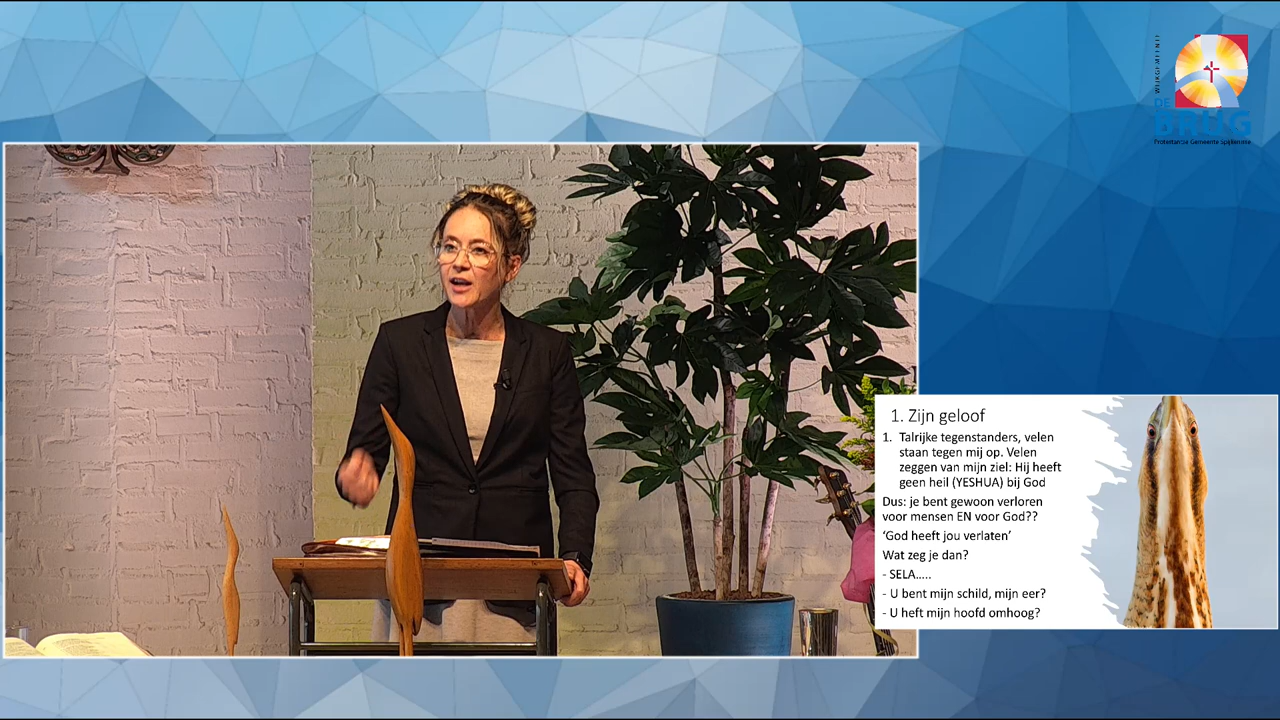 WIJKGEMEENTE
DE
BRUG
Protestantse Gemeente Spijkenisse
1. Zijn geloof
1. Talrijke tegenstanders, velen
staan tegen mij op. Velen
zeggen van mijn ziel: Hij heeft
geen heil (YESHUA) bij God
Dus: je bent gewoon verloren
voor mensen EN voor God??
‘God heeft jou verlaten’
Wat zeg je dan?
- SELA.....
- U bent mijn schild, mijn eer?
- U heft mijn hoofd omhoog?